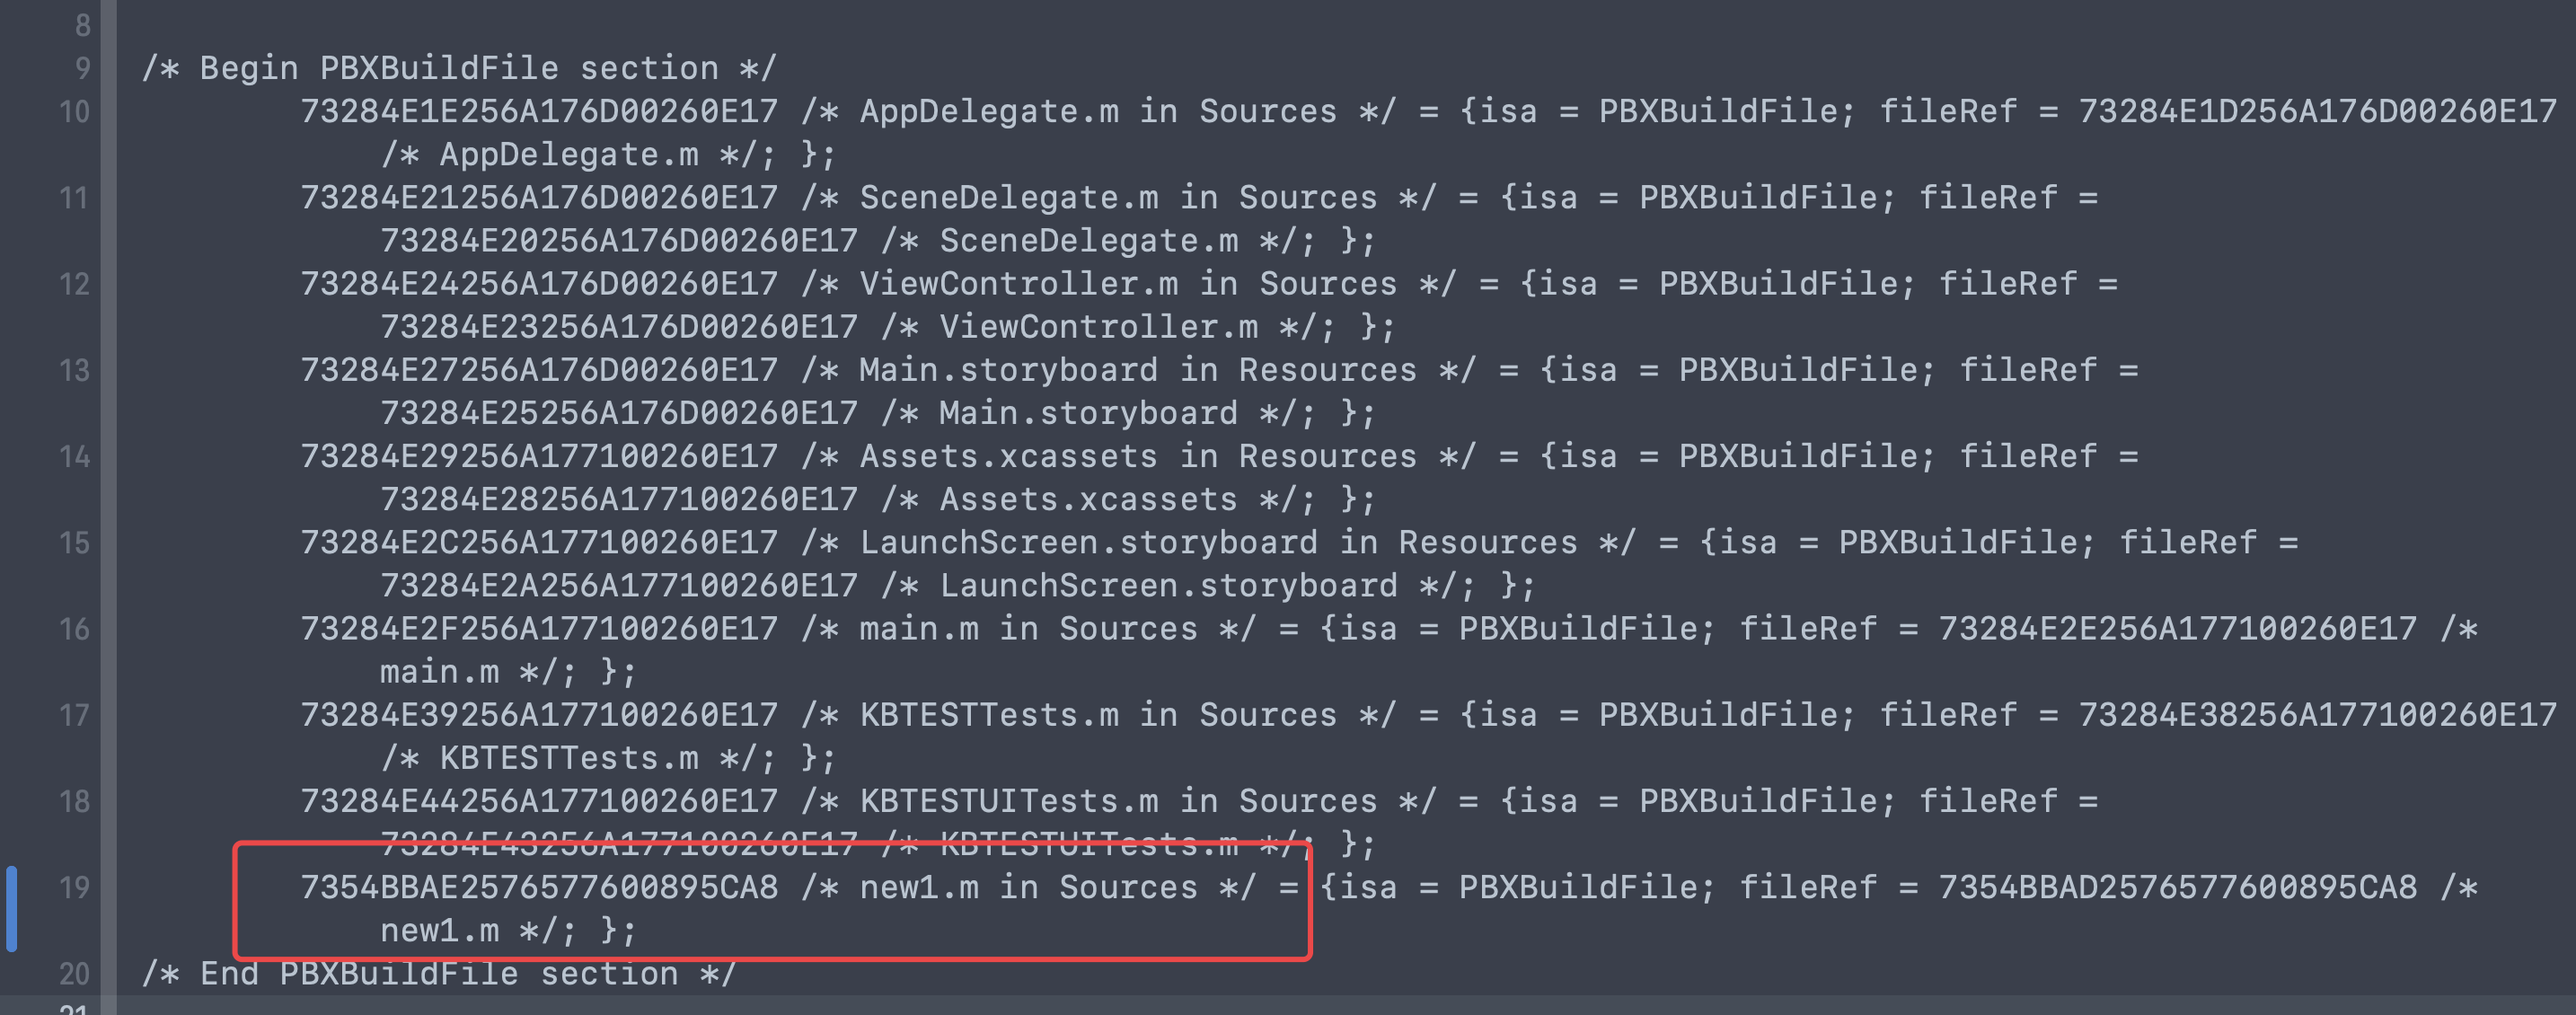 8
9 /* Begin PBXBuildFile section */
10 73284E1E256A176D00260E17 /* AppDelegate.m in Sources */ = {isa = PBXBuildFile; fileRef = 73284E1D256A176D00260E17
/* AppDelegate.m */; };
11 73284E21256A176D00260E17 /* SceneDelegate.m in Sources */ = {isa = PBXBuildFile; fileRef =
73284E20256A176D00260E17 /* SceneDelegate.m */; };
12 73284E24256A176D00260E17 /* ViewController.m in Sources */ = {isa = PBXBuildFile; fileRef =
73284E23256A176D00260E17 /* ViewController.m */; };
13 73284E27256A176D00260E17 /* Main.storyboard in Resources */ = {isa = PBXBuildFile; fileRef =
73284E25256A176D00260E17 /* Main.storyboard */; };
14 73284E29256A177100260E17 /* Assets.xcassets in Resources */ = {isa = PBXBuildFile; fileRef =
73284E28256A177100260E17 /* Assets.xcassets */; };
15 73284E2C256A177100260E17 /* LaunchScreen.storyboard in Resources */ = {isa = PBXBuildFile; fileRef =
73284E2A256A177100260E17 /* LaunchScreen.storyboard */; };
16 73284E2F256A177100260E17 /* main.m in Sources */ = {isa = PBXBuildFile; fileRef = 73284E2E256A177100260E17 /*
main.m */; };
17 73284E39256A177100260E17 /* KBTESTTests.m in Sources */ = {isa = PBXBuildFile; fileRef = 73284E38256A177100260E17
/* KBTESTTests.m */; };
18 73284E44256A177100260E17 /* KBTESTUITests.m in Sources */ = {isa = PBXBuildFile; fileRef =
73284E43256A177100260E17 /* KBTESTUITests.m */; };
19 7354BBAE2576577600895CA8 /* new1.m in Sources */ = {isa = PBXBuildFile; fileRef = 7354BBAD2576577600895CA8 /*
new1.m */; };
20 /* End PBXBuildFile section */
21